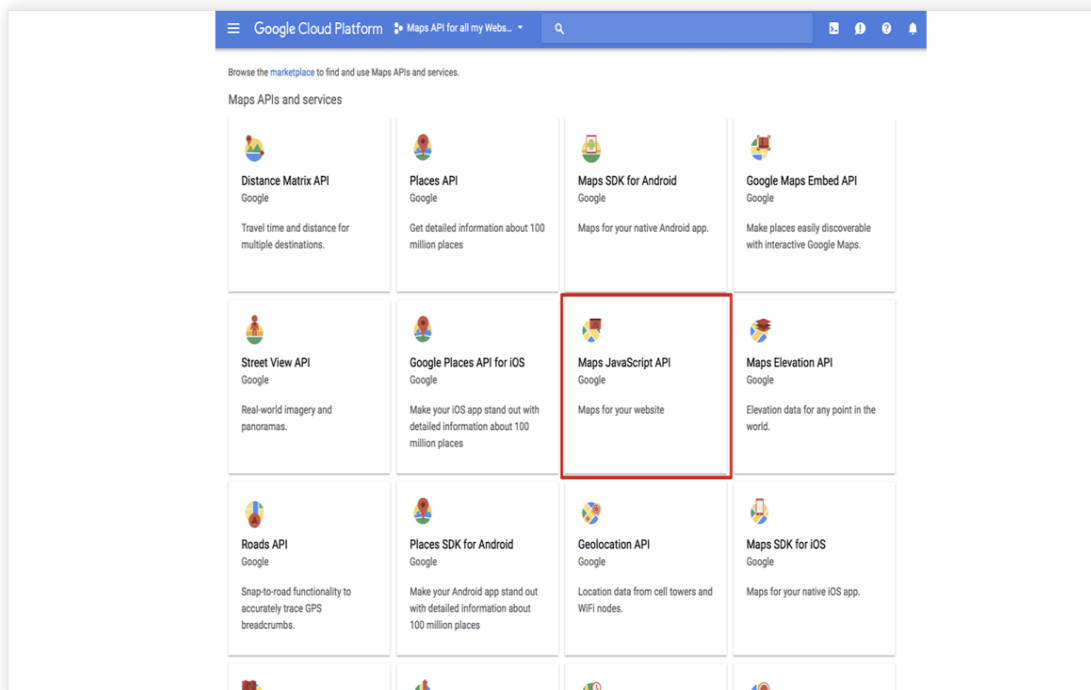 Google Cloud Platform
Maps API for all my Webs...
Browse the marketplace to find and use Maps APIs and services.
Maps APIs and services
Distance Matrix API
Google
Travel time and distance for
multiple destinations.
Places API
Google
Get detailed information about 100
million places
Maps SDK for Android
Google
Maps for your native Android app.
Google Maps Embed API
Google
Make places easily discoverable
with interactive Google Maps.
Street View API
Google
Real-world imagery and
panoramas.
Google Places API for iOS
Google
Make your iOS app stand out with
detailed information about 100
million places
Maps JavaScript API
Google
Maps for your website
Maps Elevation API
Google
Elevation data for any point in the
world.
Roads API
Google
Snap-to-road functionality to
accurately trace GPS
breadcrumbs.
Places SDK for Android
Google
Make your Android app stand out
with detailed information about
100 million places
Geolocation API
Google
Location data from cell towers and
WiFi nodes.
Maps SDK for iOS
Google
Maps for your native iOS app.